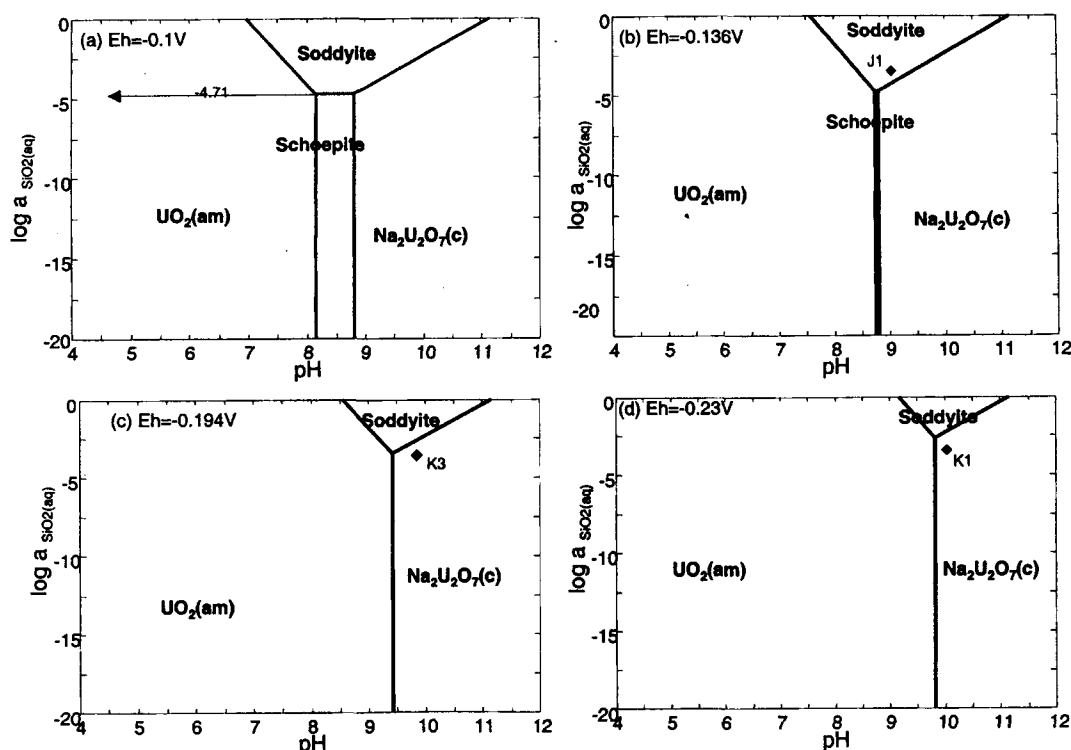 (a) Eh=-0.1V
Soddyite
-4.71
Schoepite
UO₂(am)
Na₂U₂O₇(c)
0
-5
-10
-15
-20
log a SiO2(aq)
4 5 6 7 8 9 10 11 12
pH
(b) Eh=-0.136V
Soddyite
J1
Schoepite
UO₂(am)
Na₂U₂O₇(c)
0
-5
-10
-15
-20
log a SiO2(aq)
4 5 6 7 8 9 10 11 12
pH
(c) Eh=-0.194V
Soddyite
K3
Na₂U₂O₇(c)
UO₂(am)
0
-5
-10
-15
-20
log a SiO2(aq)
4 5 6 7 8 9 10 11 12
pH
(d) Eh=-0.23V
Soddyite
K1
UO₂(am)
Na₂U₂O₇(c)
0
-5
-10
-15
-20
log a SiO2(aq)
4 5 6 7 8 9 10 11 12
pH